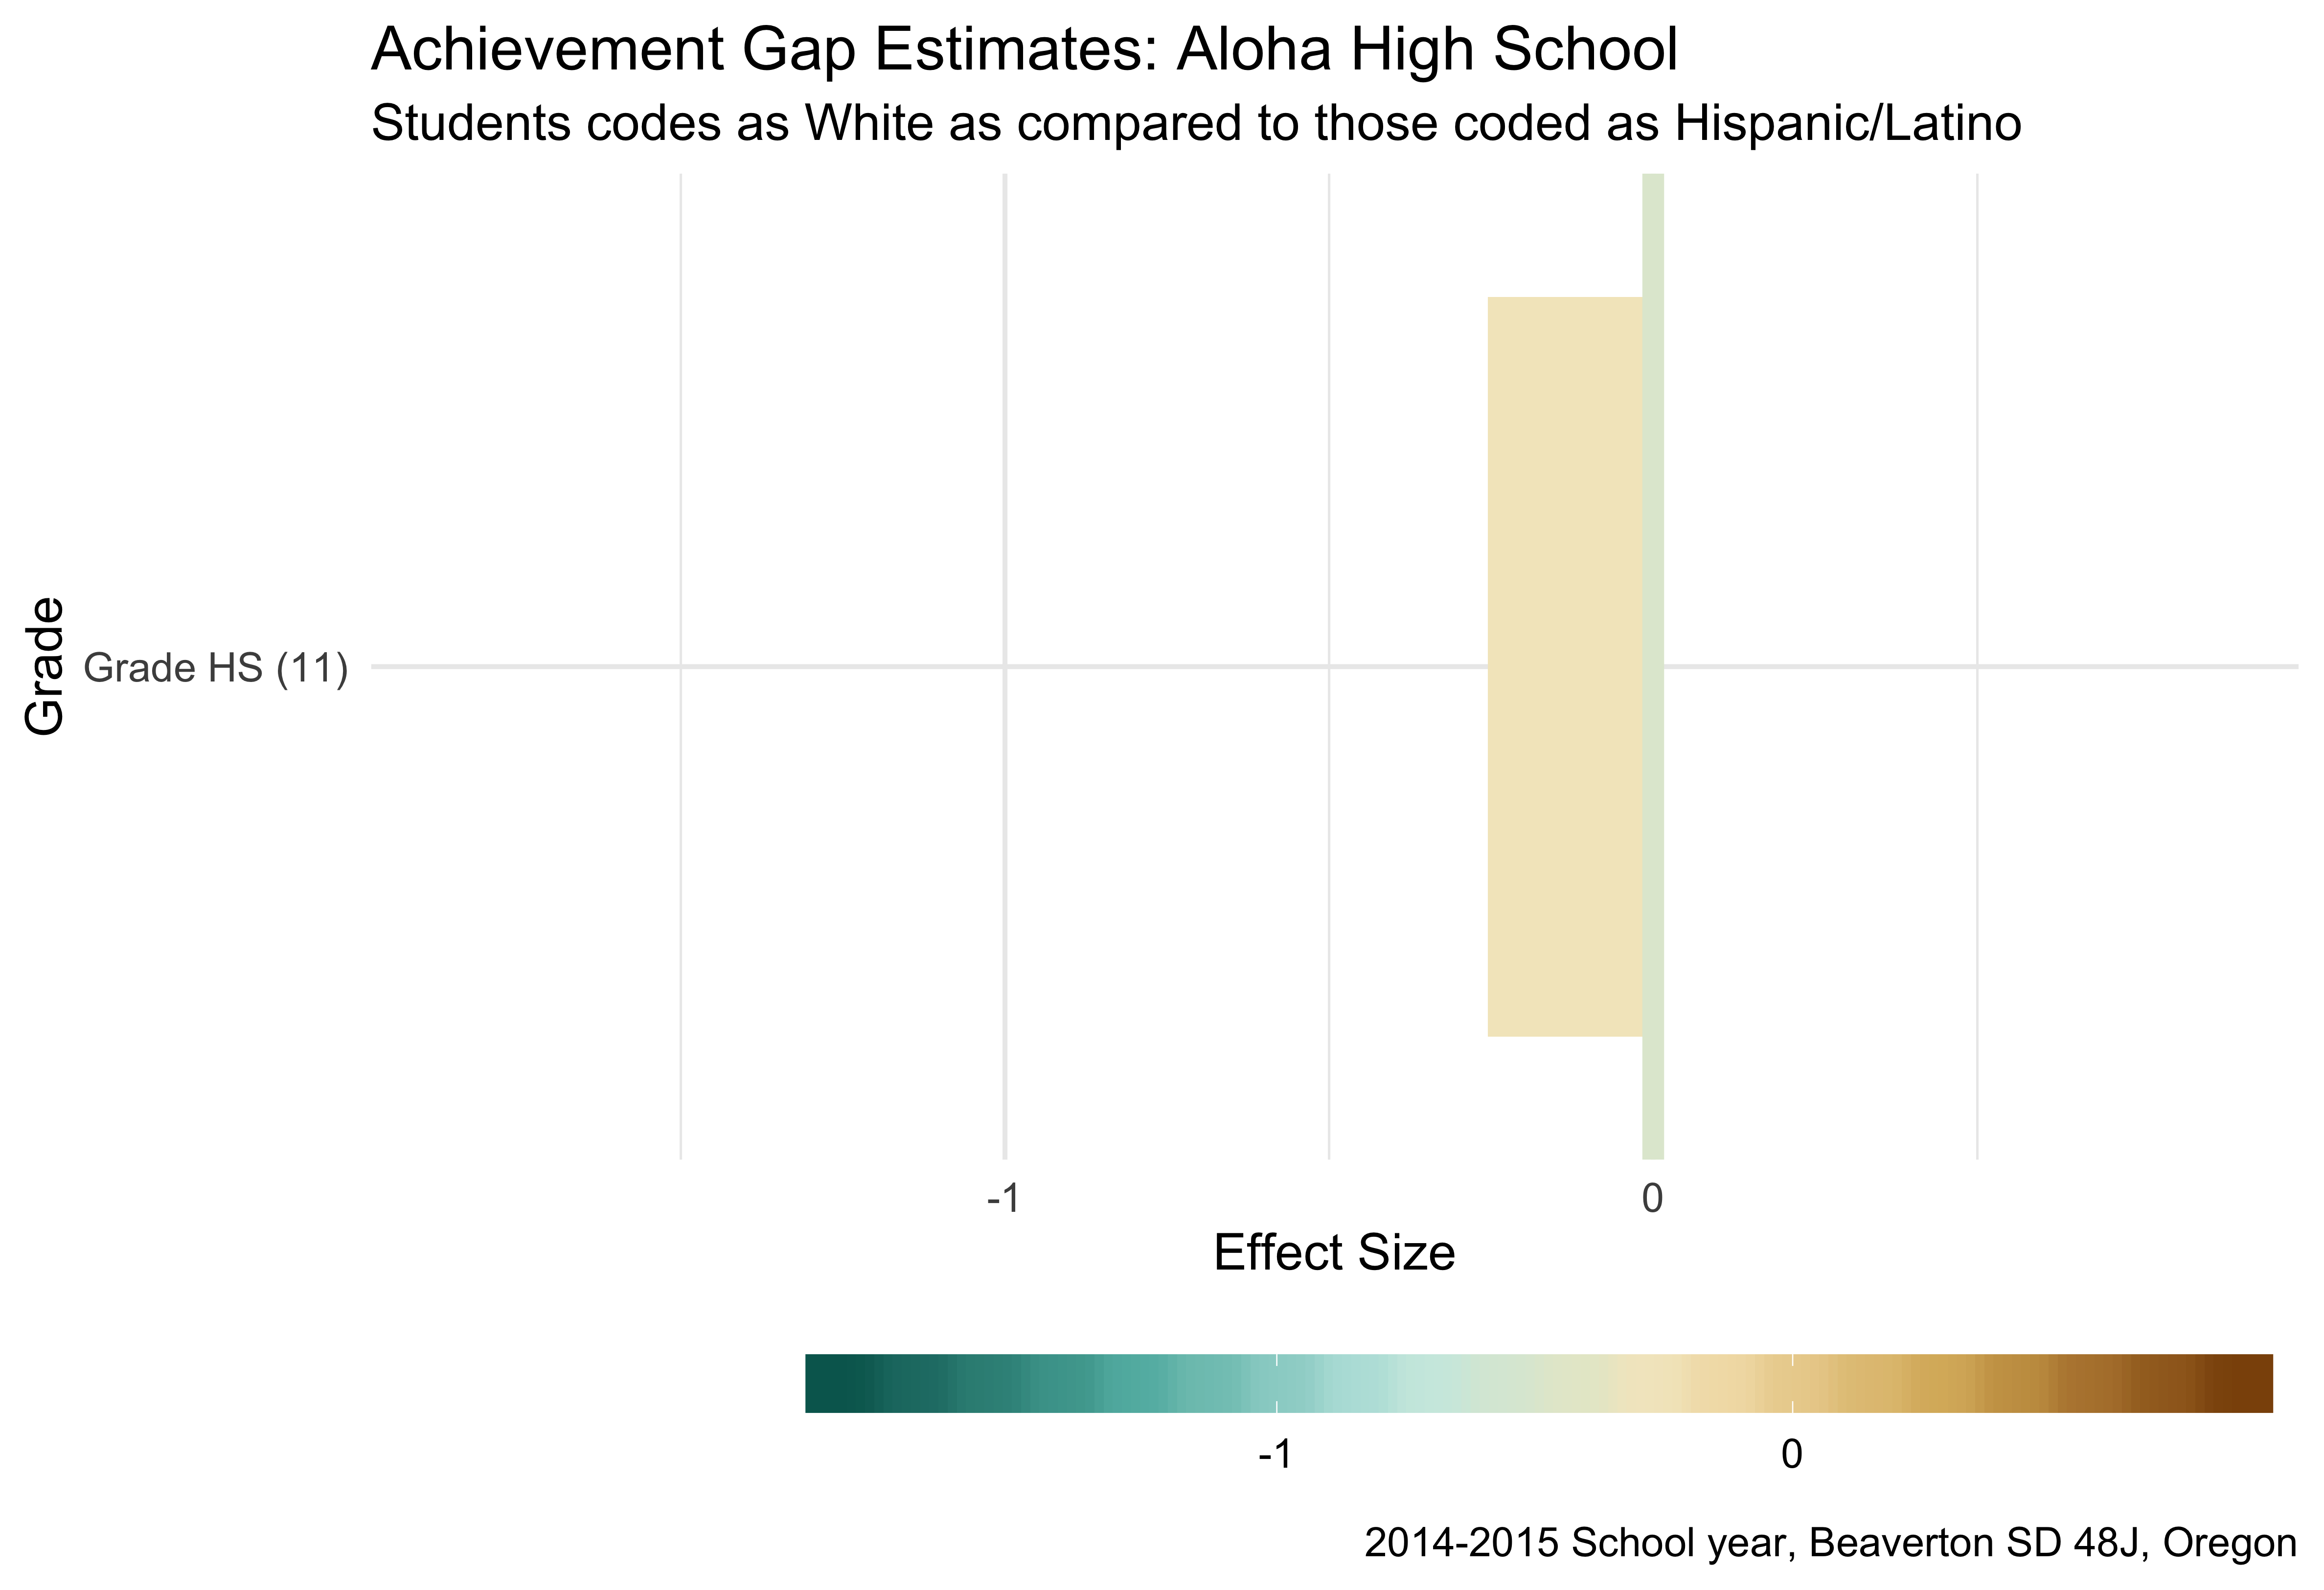 Achievement Gap Estimates: Aloha High School
Students codes as White as compared to those coded as Hispanic/Latino
Grade
Grade HS (11)
-1 0
Effect Size
-1 0
2014-2015 School year, Beaverton SD 48J, Oregon